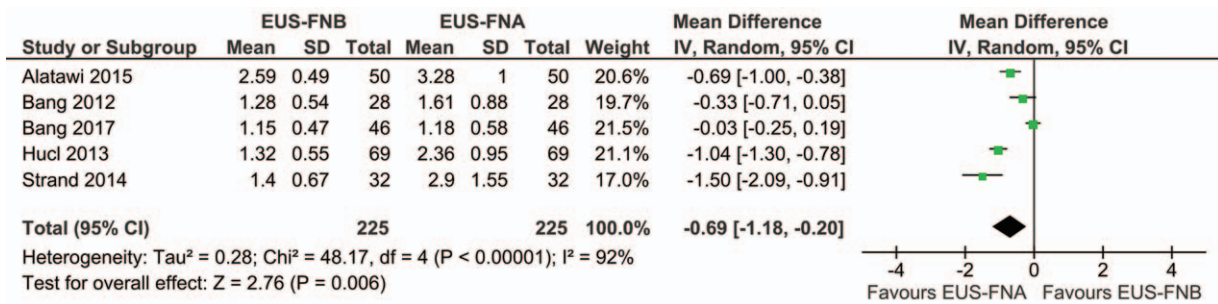 EUS-FNB EUS-FNA Mean Difference Mean Difference
Study or Subgroup Mean SD Total Mean SD Total Weight IV, Random, 95% CI IV, Random, 95% CI
Alatawi 2015 2.59 0.49 50 3.28 1 50 20.6% -0.69 [-1.00, -0.38]
Bang 2012 1.28 0.54 28 1.61 0.88 28 19.7% -0.33 [-0.71, 0.05]
Bang 2017 1.15 0.47 46 1.18 0.58 46 21.5% -0.03 [-0.25, 0.19]
Hucl 2013 1.32 0.55 69 2.36 0.95 69 21.1% -1.04 [-1.30, -0.78]
Strand 2014 1.4 0.67 32 2.9 1.55 32 17.0% -1.50 [-2.09, -0.91]
Total (95% CI) 225 225 100.0% -0.69 [-1.18, -0.20]
Heterogeneity: Tau² = 0.28; Chi² = 48.17, df = 4 (P < 0.00001); I² = 92%
Test for overall effect: Z = 2.76 (P = 0.006)
-4 -2 0 2 4
Favours EUS-FNA Favours EUS-FNB